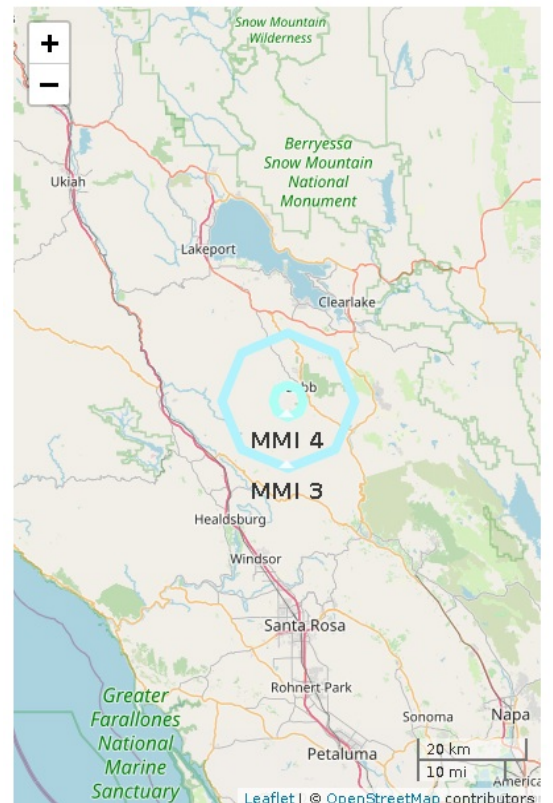 Snow Mountain
Wilderness
+
−
Berryessa
Snow Mountain
National
Monument
Ukiah
Lakeport
Clearlake
MMI 4
MMI 3
Healdsburg
Windsor
Santa Rosa
Rohnert Park
Greater
Farallones
National
Marine
Sanctuary
Sonoma
Napa
Petaluma
20 km
10 mi
America
Leaflet | © OpenStreetMap contributors